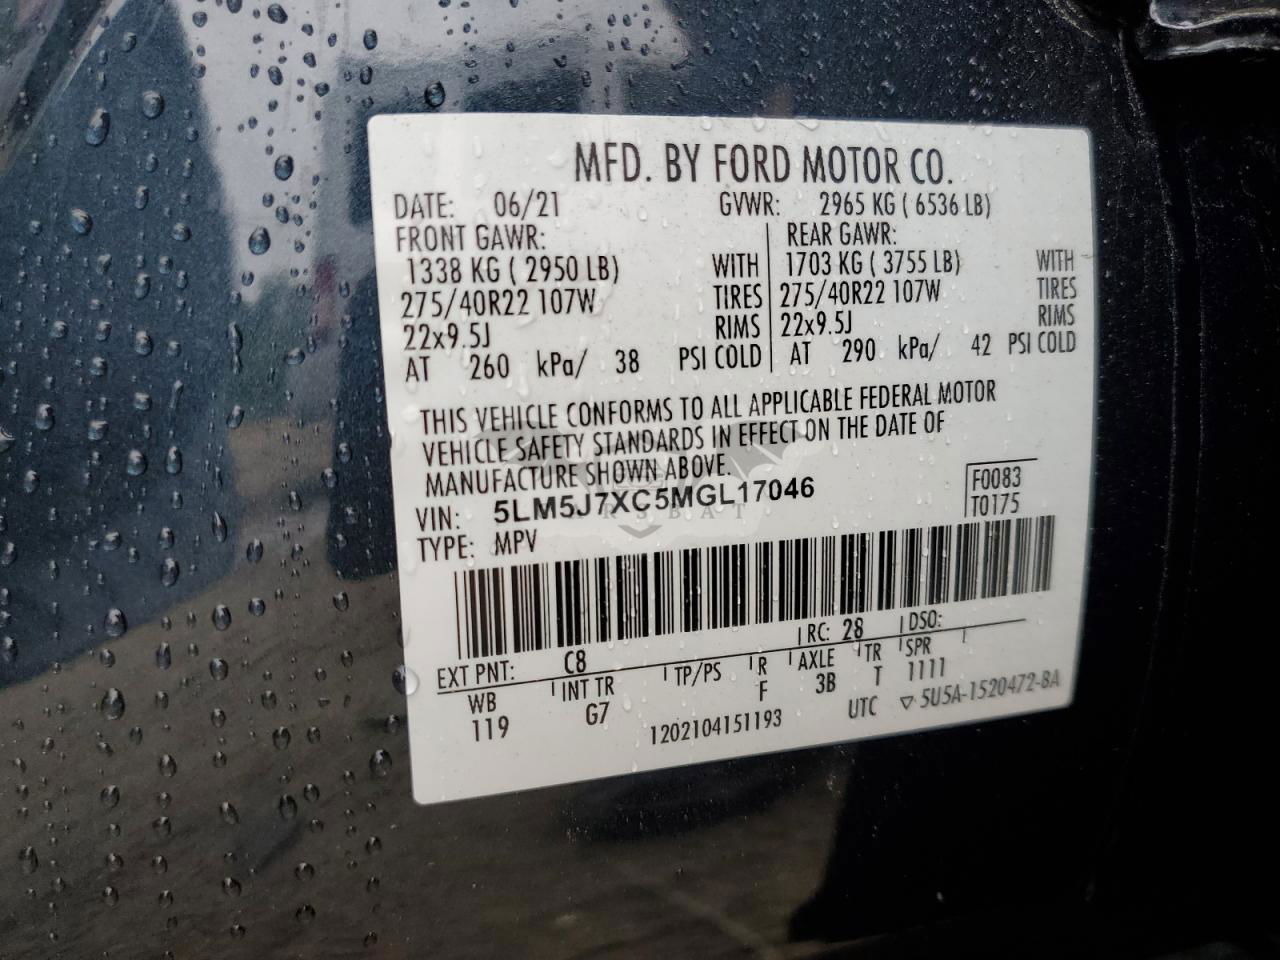 MFD. BY FORD MOTOR CO.
DATE: 06/21 GVWR: 2965 KG ( 6536 LB)
FRONT GAWR: REAR GAWR:
1338 KG ( 2950 LB) WITH 1703 KG ( 3755 LB) WITH
275/40R22 107W TIRES 275/40R22 107W TIRES
22x9.5J RIMS 22x9.5J RIMS
AT 260 kPa/ 38 PSI COLD AT 290 kPa/ 42 PSI COLD
THIS VEHICLE CONFORMS TO ALL APPLICABLE FEDERAL MOTOR
VEHICLE SAFETY STANDARDS IN EFFECT ON THE DATE OF
MANUFACTURE SHOWN ABOVE.
F0083
VIN: 5LM5J7XC5MGL17046
T0175
TYPE: MPV
RC: 28 DSO:
EXT PNT: C8
WB INT TR TP/PS R AXLE TR SPR
119 G7 F 3B T 1111
1202104151193 UTC ▽ 5U5A-1520472-BA